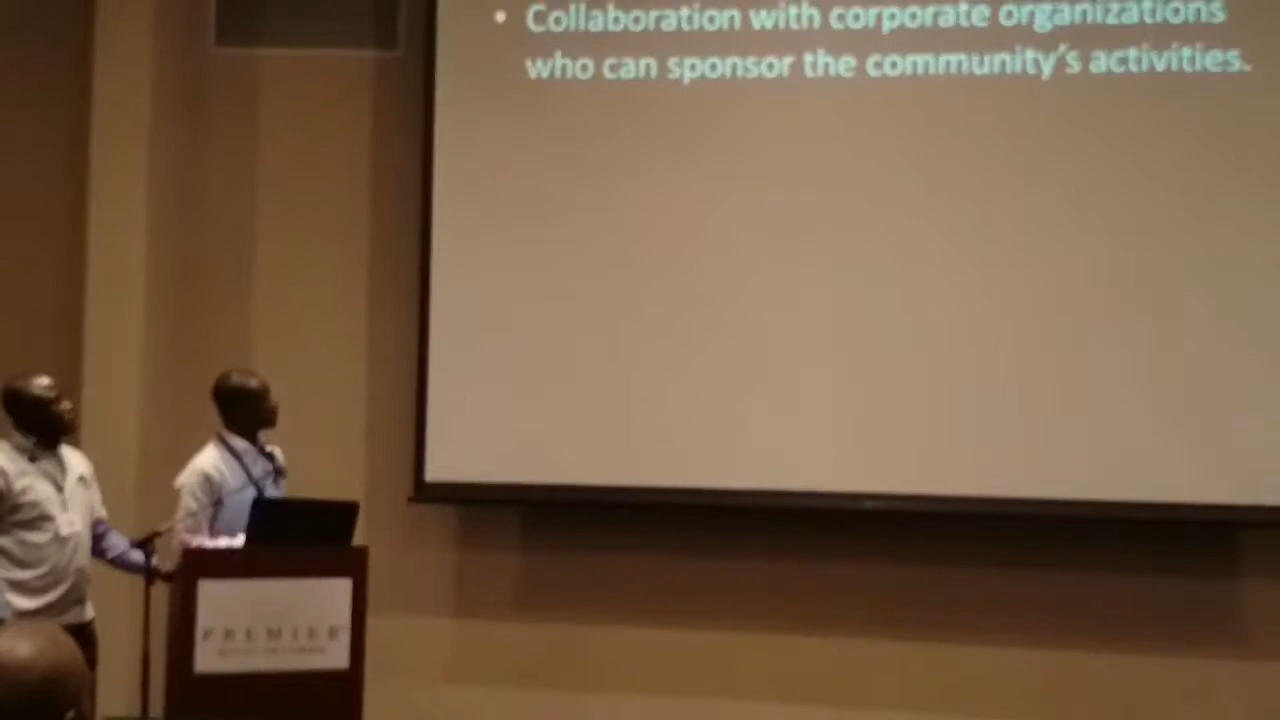 • Collaboration with corporate organizations
who can sponsor the community's activities.
PREMIER